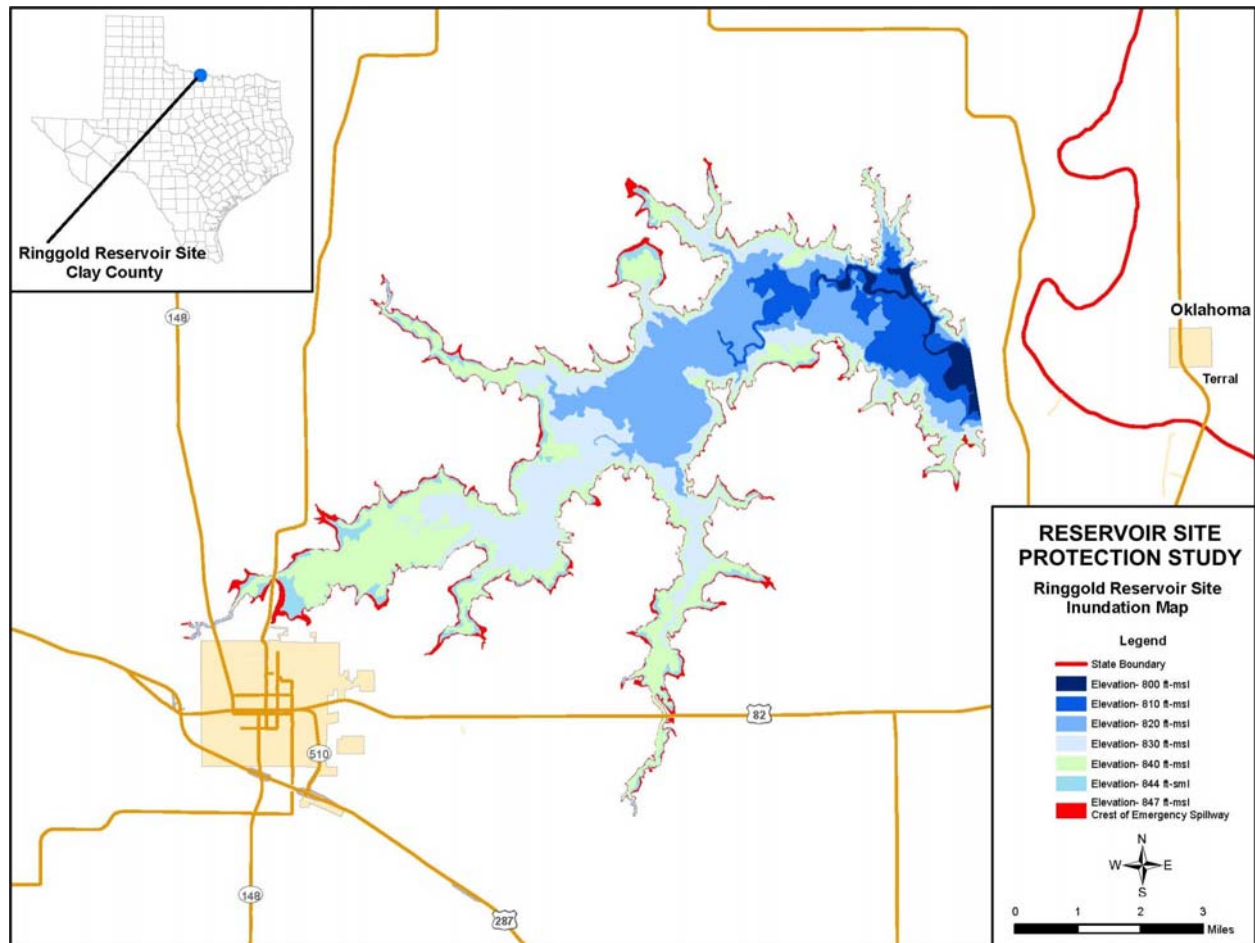 Ringgold Reservoir Site
Clay County
148
Oklahoma
Terral
82
510
148
287
RESERVOIR SITE
PROTECTION STUDY
Ringgold Reservoir Site
Inundation Map
Legend
State Boundary
Elevation- 800 ft-msl
Elevation- 810 ft-msl
Elevation- 820 ft-msl
Elevation- 830 ft-msl
Elevation- 840 ft-msl
Elevation- 844 ft-sml
Elevation- 847 ft-msl
Crest of Emergency Spillway
N
W E
S
0 1 2 3
Miles